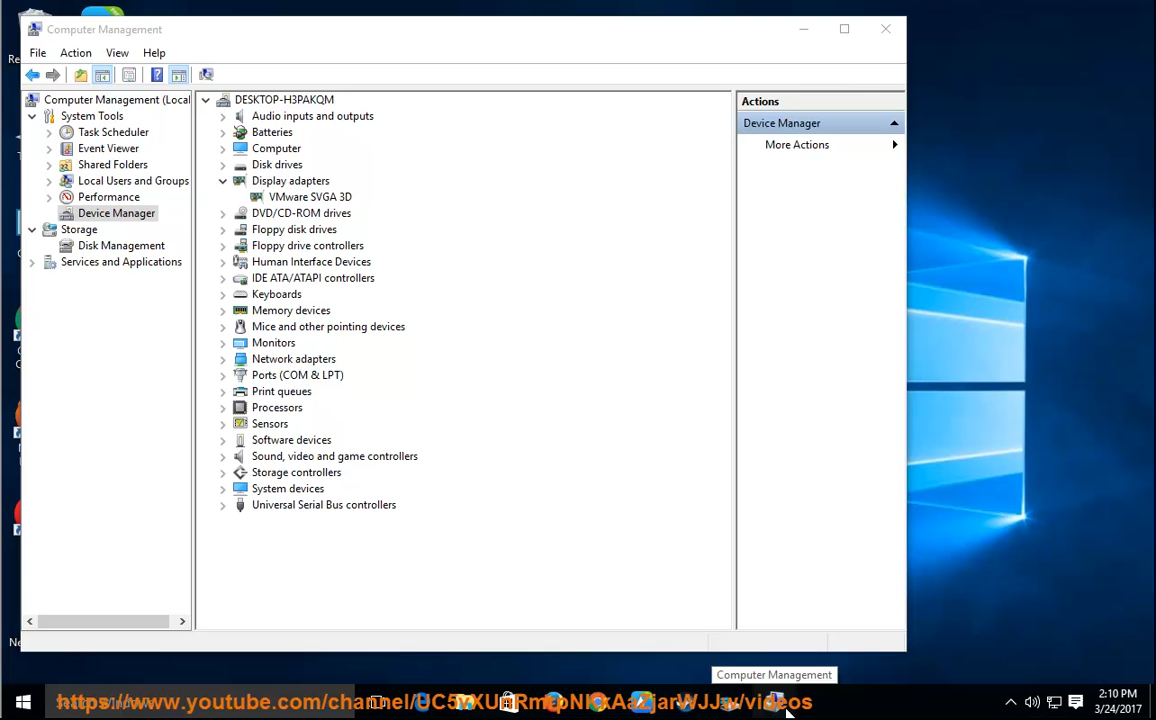 Computer Management
File Action View Help
Computer Management (Local
System Tools
Task Scheduler
Event Viewer
Shared Folders
Local Users and Groups
Performance
Device Manager
Storage
Disk Management
Services and Applications
DESKTOP-H3PAKQM
Audio inputs and outputs
Batteries
Computer
Disk drives
Display adapters
VMware SVGA 3D
DVD/CD-ROM drives
Floppy disk drives
Floppy drive controllers
Human Interface Devices
IDE ATA/ATAPI controllers
Keyboards
Memory devices
Mice and other pointing devices
Monitors
Network adapters
Ports (COM & LPT)
Print queues
Processors
Sensors
Software devices
Sound, video and game controllers
Storage controllers
System devices
Universal Serial Bus controllers
Actions
Device Manager
More Actions
Computer Management
2:10 PM
3/24/2017